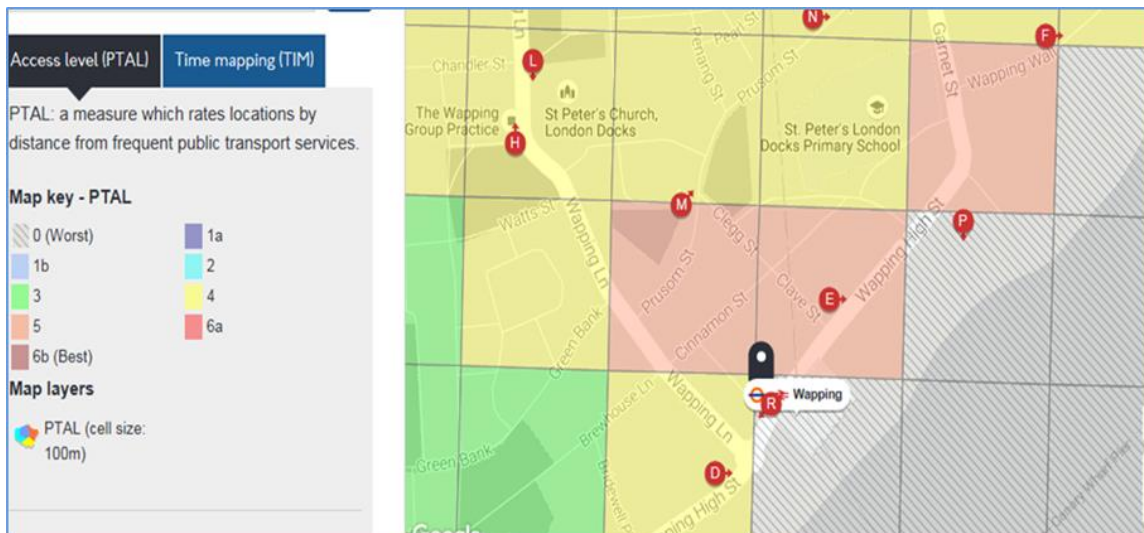 Access level (PTAL)
Time mapping (TIM)
PTAL: a measure which rates locations by
distance from frequent public transport services.
Map key - PTAL
0 (Worst)
1a
1b
2
3
4
5
6a
6b (Best)
Map layers
PTAL (cell size:
100m)
Chandler St
L
The Wapping
Group Practice
H
St Peter's Church,
London Docks
Penang St
Pearl St
N
Prusom St
St. Peter's London
Docks Primary School
Garnet St
F
Wapping Wall
Watts St
Wapping Ln
M
Clegg St
Prusom St
Clave St
Cinnamon St
E
Wapping High St
P
Green Bank
Wapping
R
Brewhouse Ln
Wapping Ln
Green Bank
D